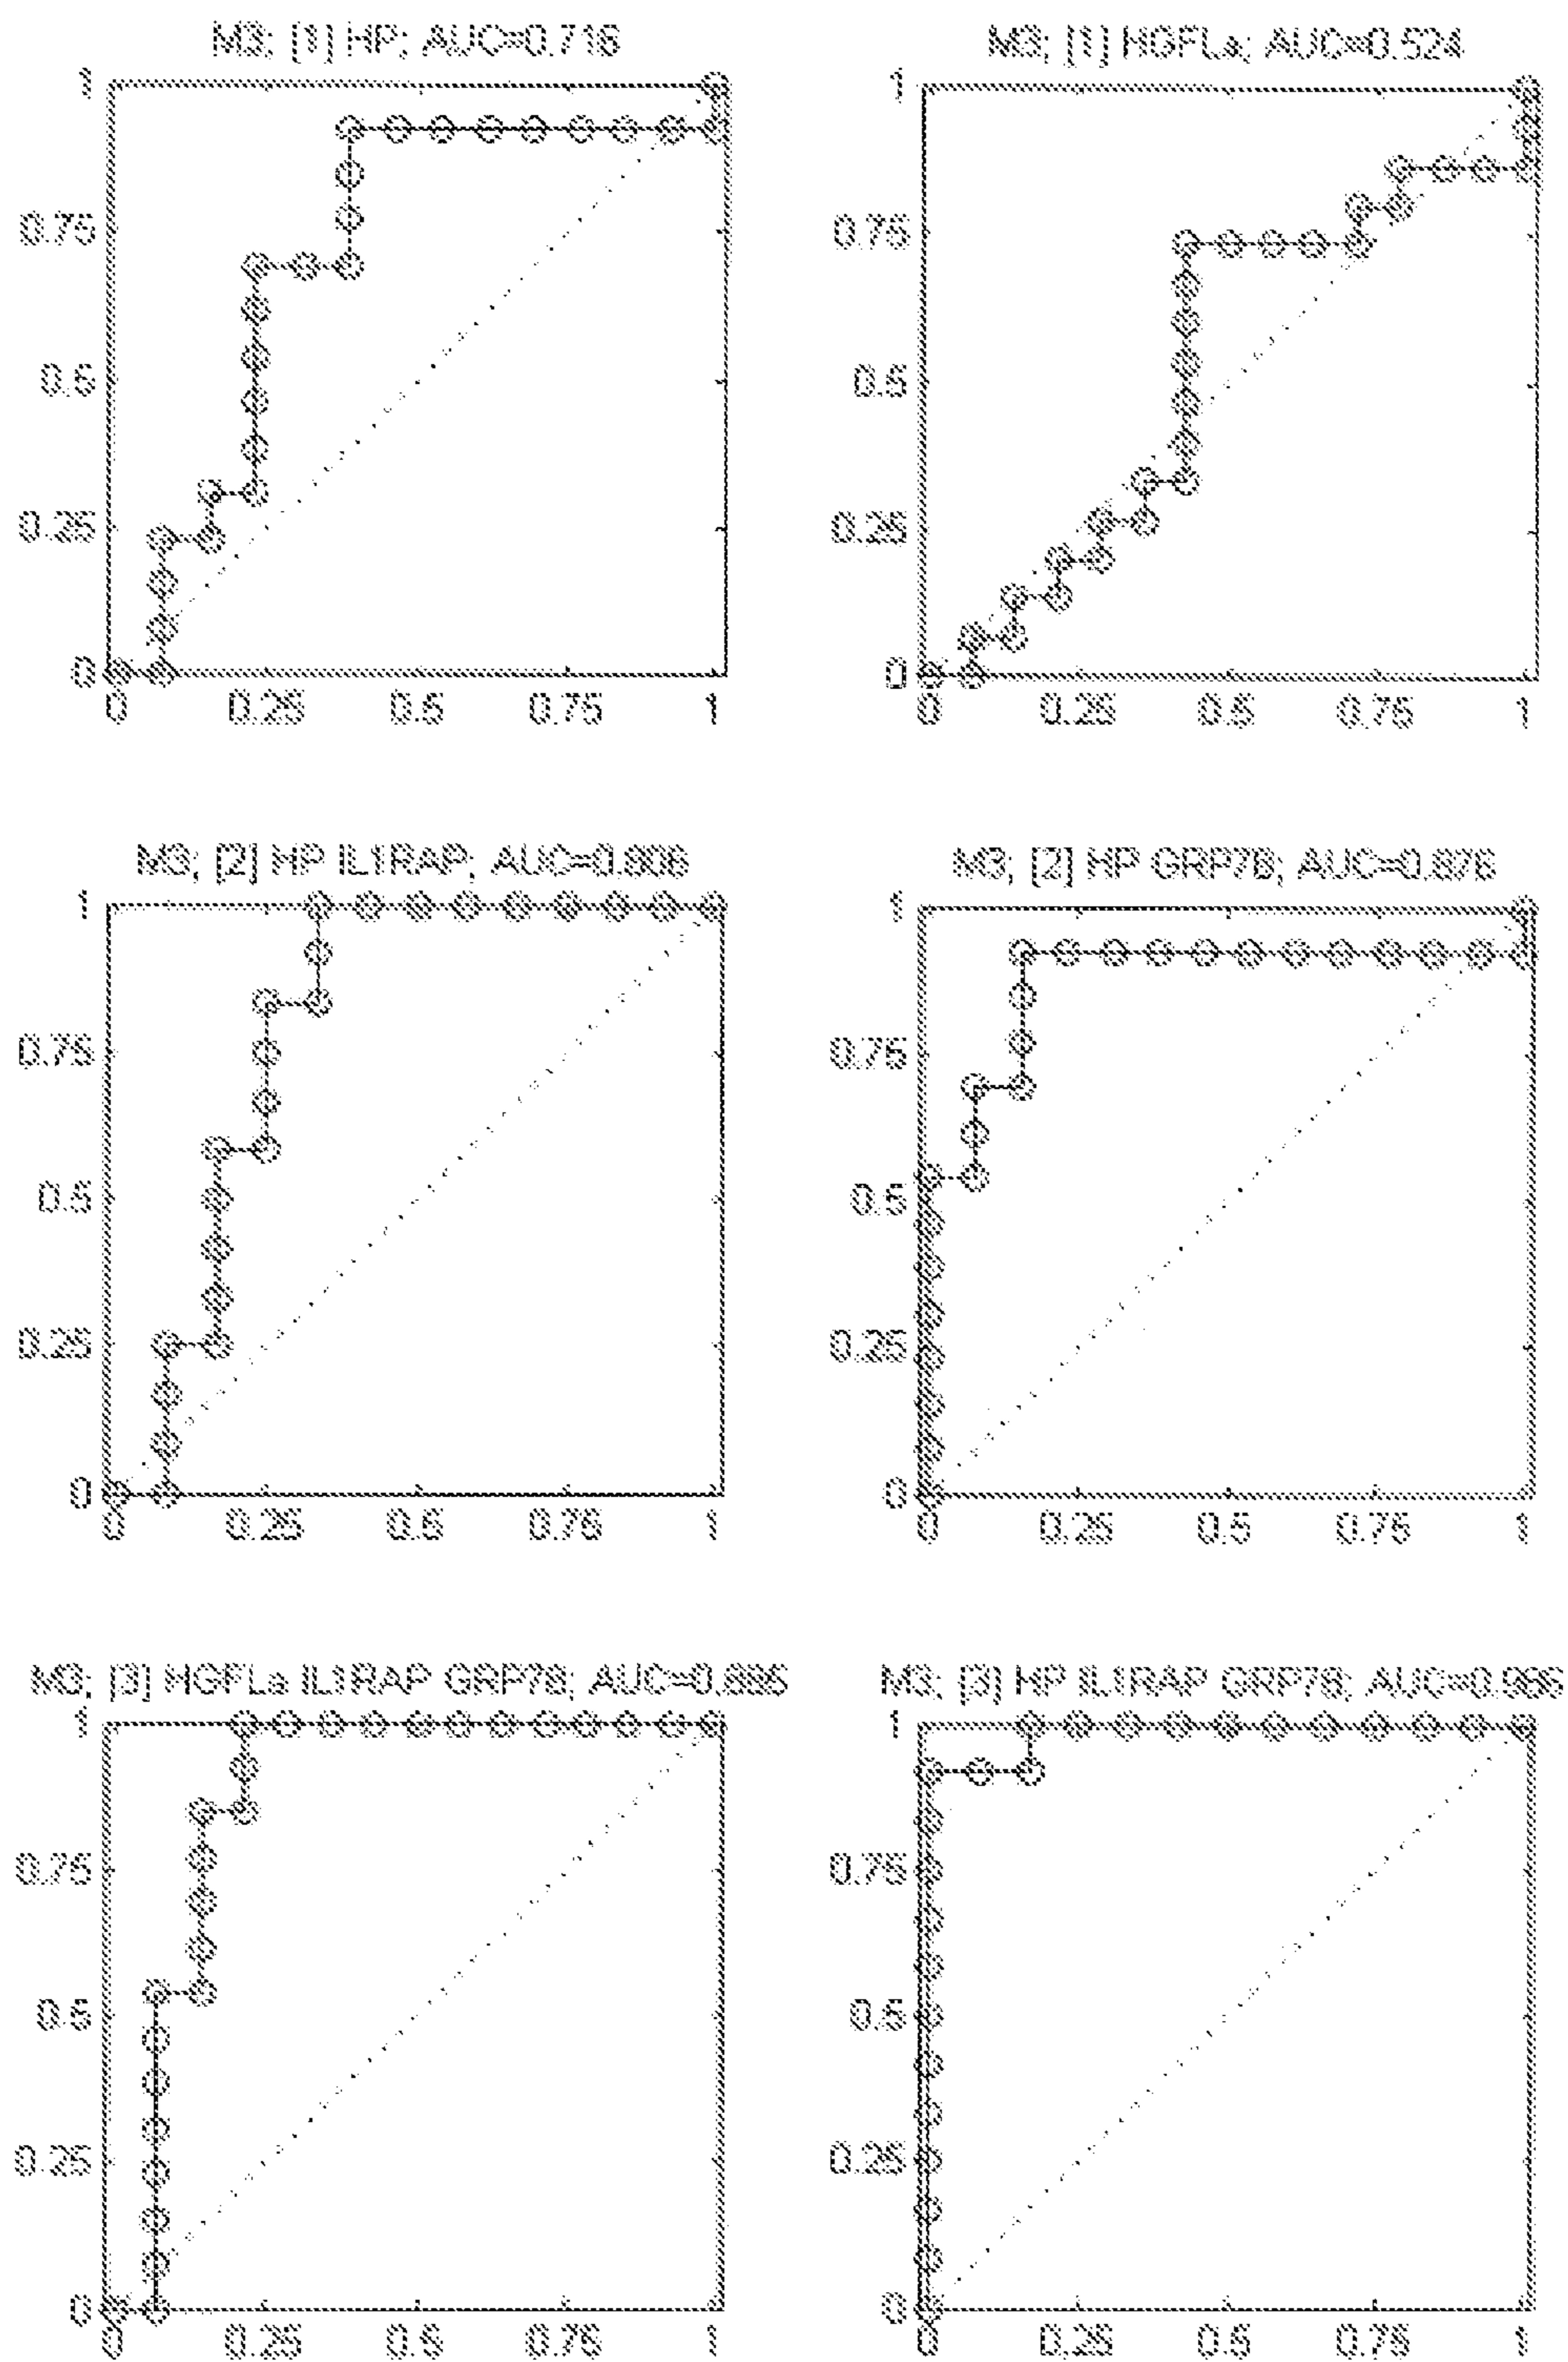 M3; [1] HP; AUC=0.716
1
0.75
0.5
0.25
0
0 0.25 0.5 0.75 1
M3; [1] HGFLa; AUC=0.524
1
0.75
0.5
0.25
0
0 0.25 0.5 0.75 1
M3; [2] HP IL1RAP; AUC=0.806
1
0.75
0.5
0.25
0
0 0.25 0.5 0.75 1
M3; [2] HP GRP78; AUC=0.876
1
0.75
0.5
0.25
0
0 0.25 0.5 0.75 1
M3; [3] HGFLa IL1RAP GRP78; AUC=0.885
1
0.75
0.5
0.25
0
0 0.25 0.5 0.75 1
M3; [3] HP IL1RAP GRP78; AUC=0.986
1
0.75
0.5
0.25
0
0 0.25 0.5 0.75 1